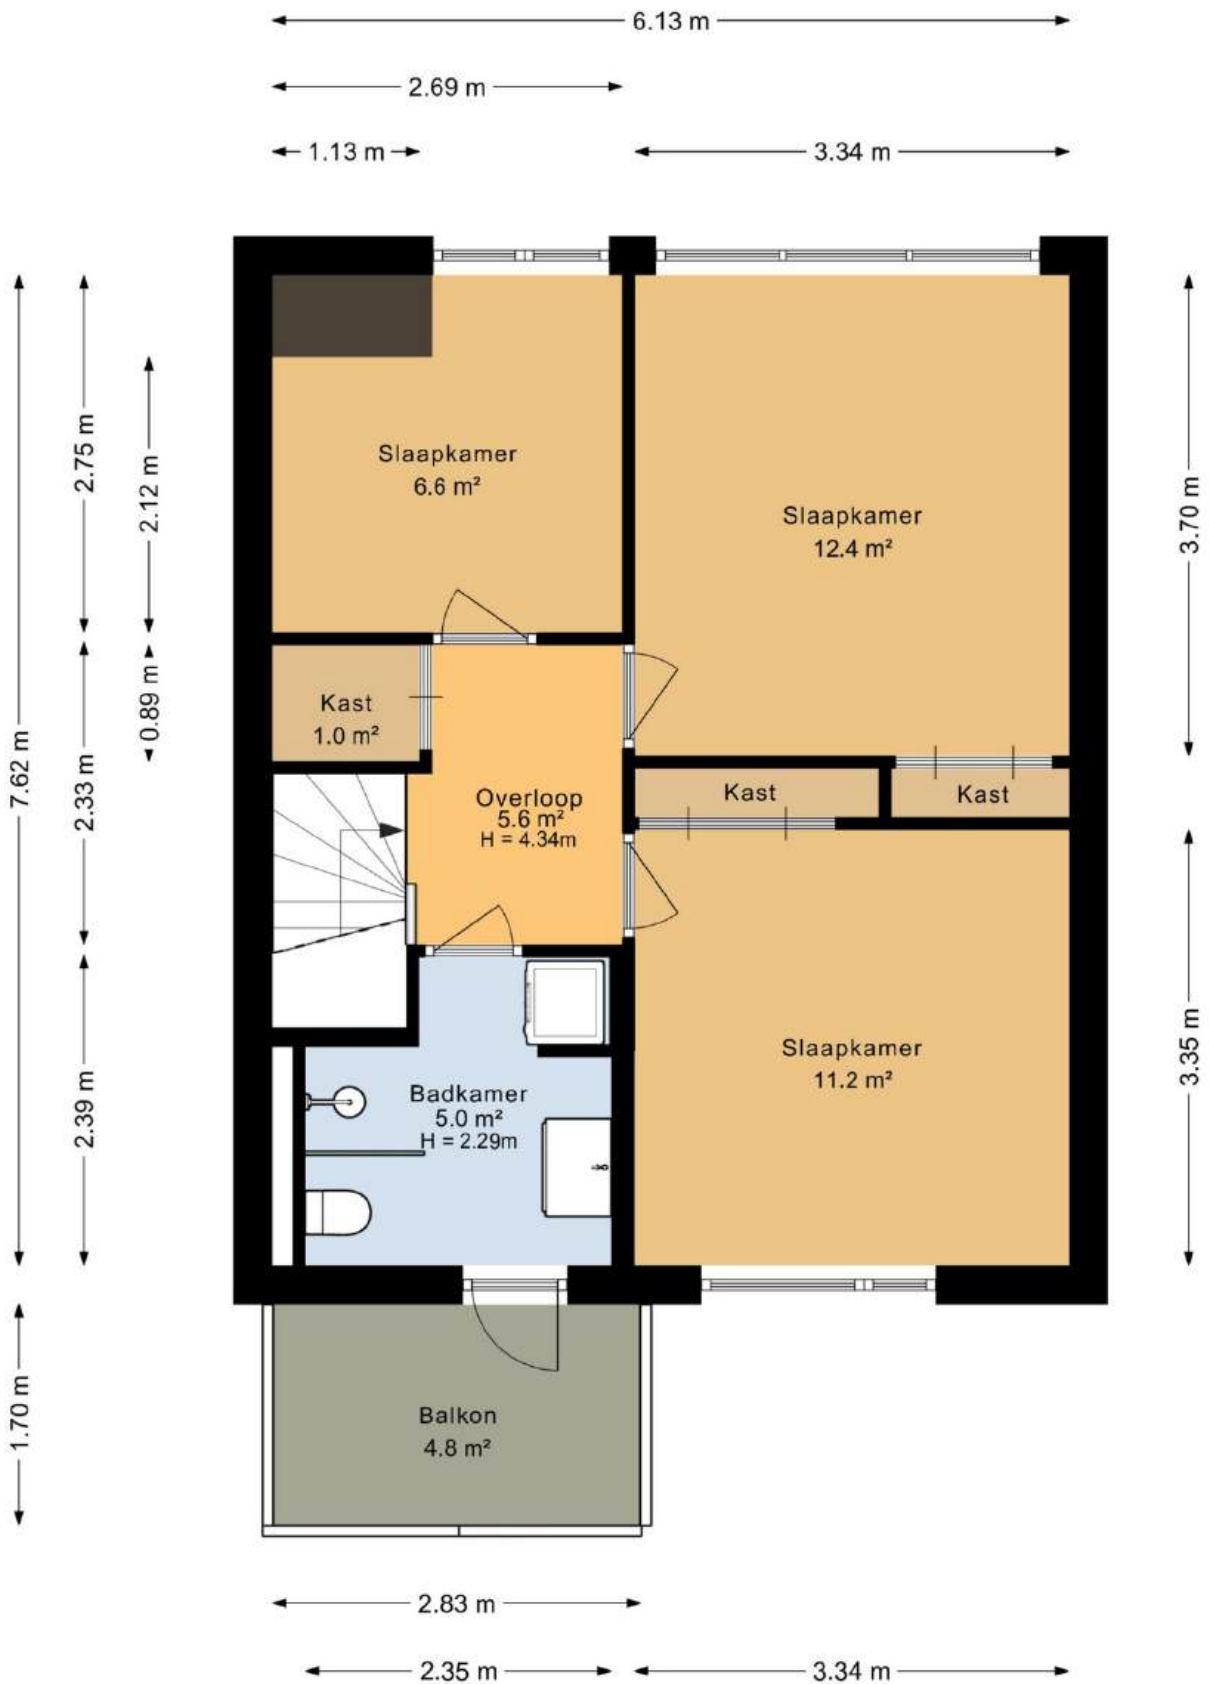 6.13 m
2.69 m
1.13 m
3.34 m
7.62 m
2.75 m
2.12 m
Slaapkamer
6.6 m²
Slaapkamer
12.4 m²
3.70 m
0.89 m
2.33 m
Kast
1.0 m²
Overloop
5.6 m²
H = 4.34m
Kast
Kast
2.39 m
Badkamer
5.0 m²
H = 2.29m
Slaapkamer
11.2 m²
3.35 m
1.70 m
Balkon
4.8 m²
2.83 m
2.35 m
3.34 m